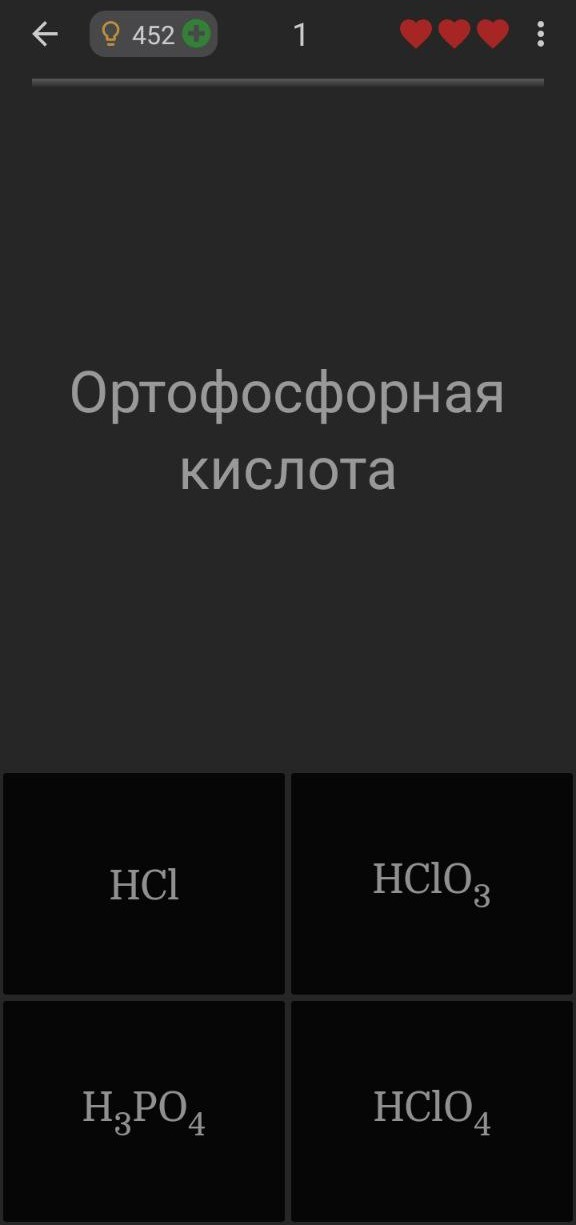 452
1
Ортофосфорная
кислота
HCl
HClO₃
H₃PO₄
HClO₄